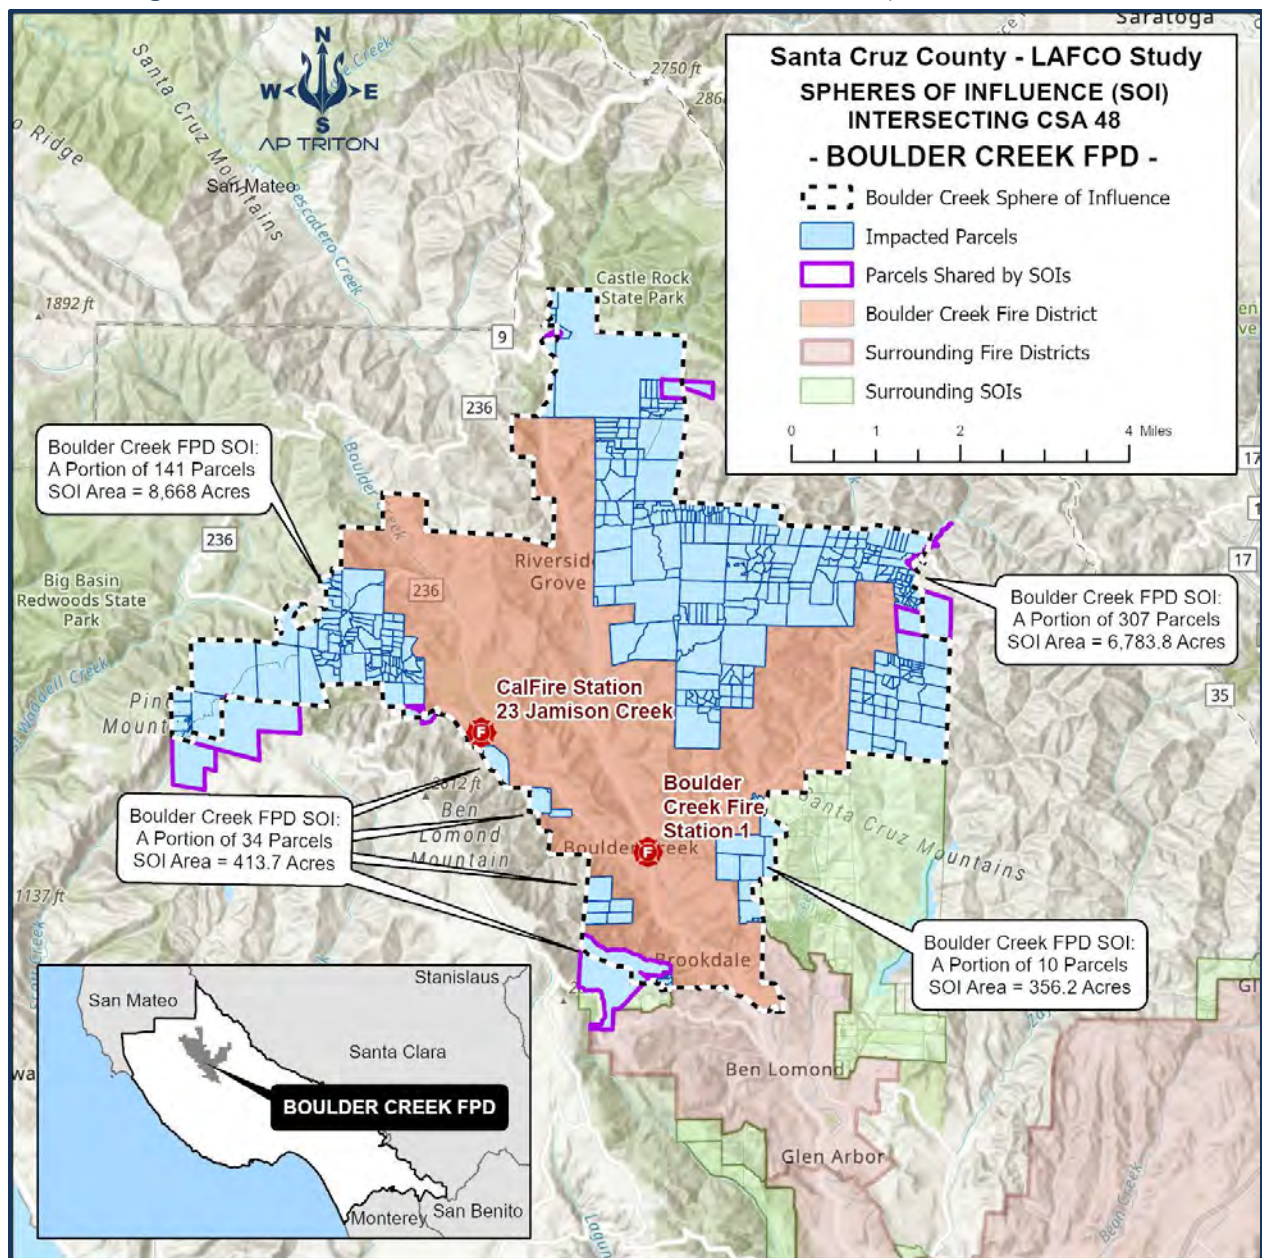 Saratoga
Santa Cruz County - LAFCO Study
SPHERES OF INFLUENCE (SOI)
INTERSECTING CSA 48
- BOULDER CREEK FPD -
Boulder Creek Sphere of Influence
Impacted Parcels
Parcels Shared by SOIs
Boulder Creek Fire District
Surrounding Fire Districts
Surrounding SOIs
0 1 2 4 Miles
N
W E
S
AP TRITON
2750 ft
Santa Cruz Mountains
San Mateo
Pescadero Creek
Ridge
1892 ft
Castle Rock
State Park
9
236
17
Boulder Creek FPD SOI:
A Portion of 141 Parcels
SOI Area = 8,668 Acres
Boulder Creek
236
Big Basin
Redwoods State
Park
236
Grove
17
Boulder Creek FPD SOI:
A Portion of 307 Parcels
SOI Area = 6,783.8 Acres
35
Waddell Creek
CalFire Station
23 Jamison Creek
F
Boulder
Creek Fire
Station 1
F
Boulder Creek FPD SOI:
A Portion of 34 Parcels
SOI Area = 413.7 Acres
Ben
Lomond
Mountain
Santa Cruz Mountains
1137 ft
Brookdale
Boulder Creek FPD SOI:
A Portion of 10 Parcels
SOI Area = 356.2 Acres
Ben Lomond
Glen Arbor
Bean Creek
San Mateo
Stanislaus
Santa Clara
BOULDER CREEK FPD
Monterey
San Benito